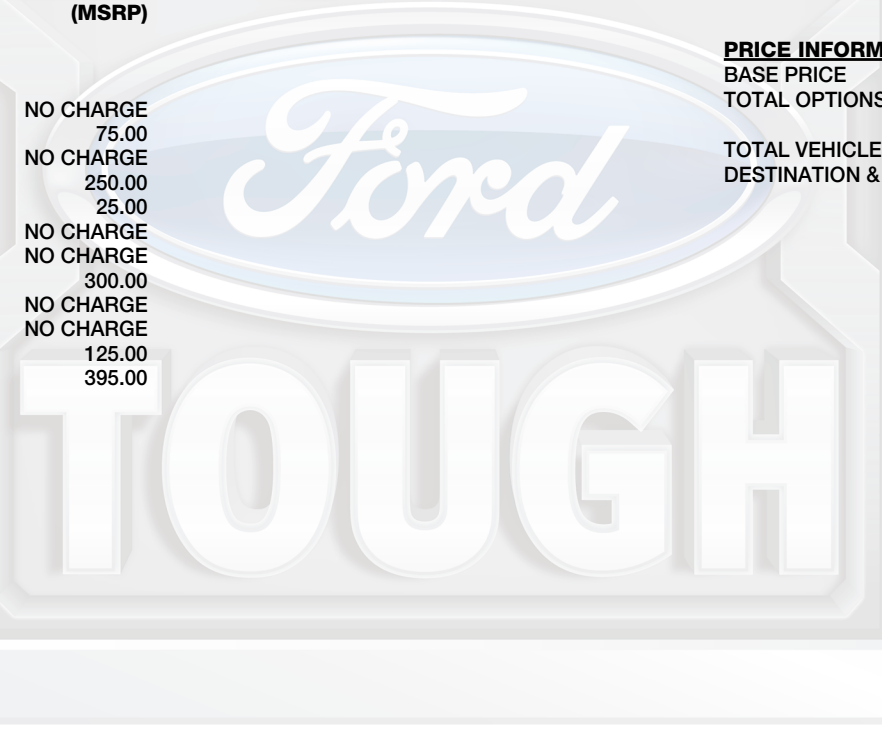 (MSRP)
NO CHARGE
75.00
NO CHARGE
250.00
25.00
NO CHARGE
NO CHARGE
300.00
NO CHARGE
NO CHARGE
125.00
395.00
PRICE INFORM
BASE PRICE
TOTAL OPTIONS
TOTAL VEHICLE
DESTINATION &
Ford
TOUGH